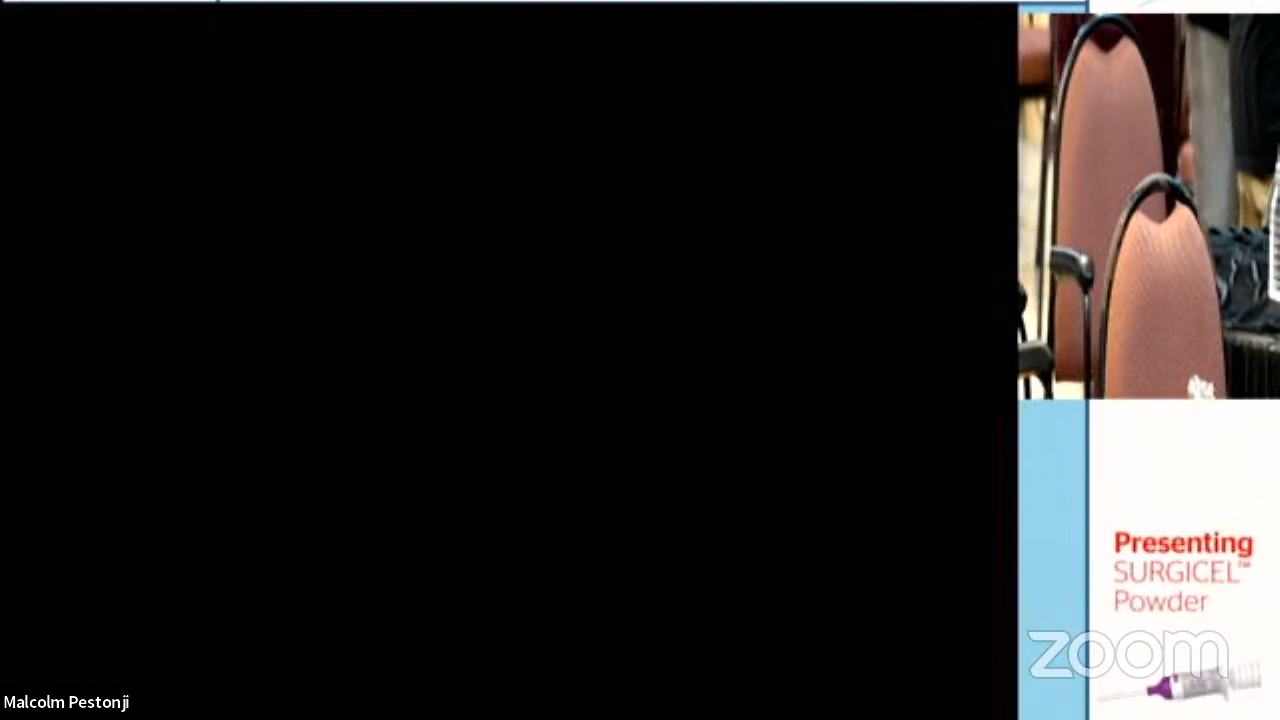 Presenting
SURGICEL™
Powder
zoom
Malcolm Pestonji